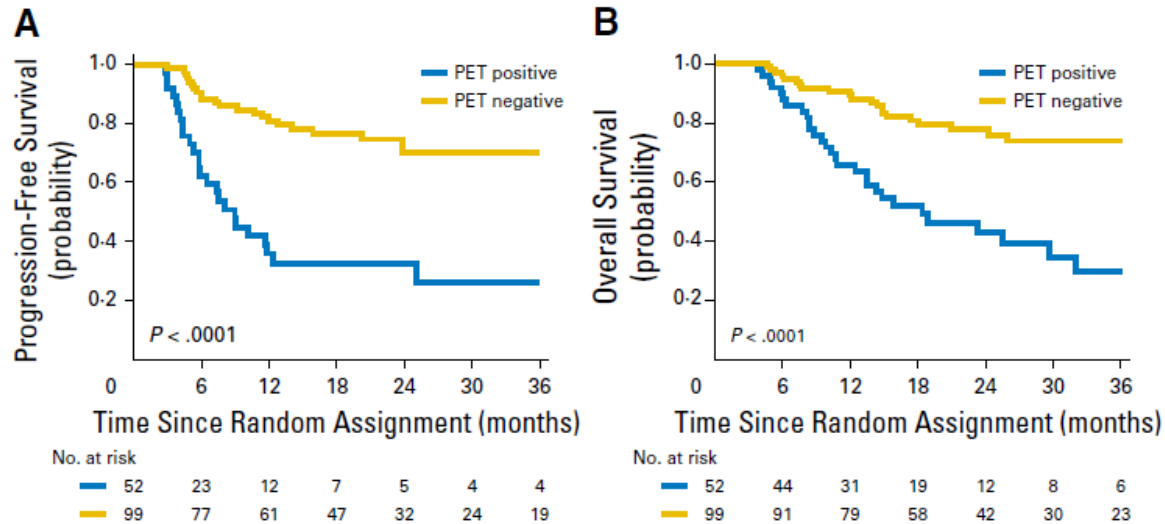 A
Progression-Free Survival
(probability)
1·0
0.8
0.6
0.4
0.2
PET positive
PET negative
P < .0001
0 6 12 18 24 30 36
Time Since Random Assignment (months)
No. at risk
52 23 12 7 5 4 4
99 77 61 47 32 24 19
B
Overall Survival
(probability)
1·0
0.8
0.6
0.4
0.2
PET positive
PET negative
P < .0001
0 6 12 18 24 30 36
Time Since Random Assignment (months)
No. at risk
52 44 31 19 12 8 6
99 91 79 58 42 30 23